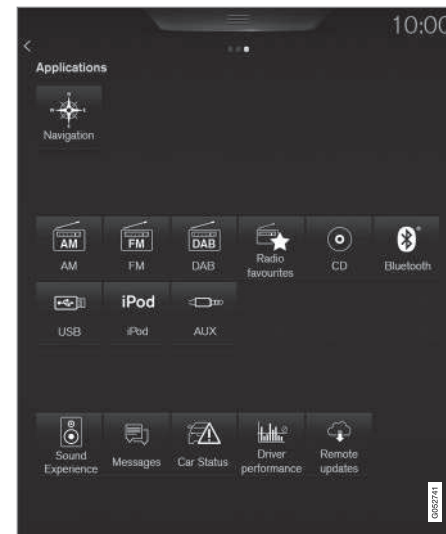 10:00
Applications
Navigation
AM FM DAB
AM FM DAB Radio favourites CD Bluetooth
iPod
USB iPod AUX
Sound Experience Messages Car Status Driver performance Remote updates
G052741